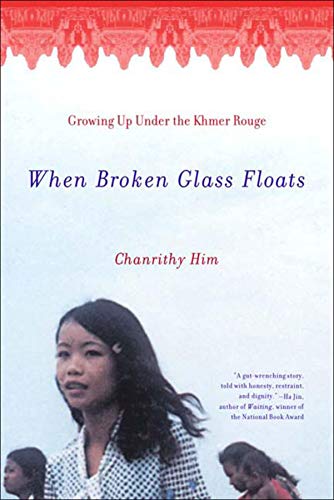 Growing Up Under the Khmer Rouge
When Broken Glass Floats
Chanrithy Him
"A gut-wrenching story,
told with honesty, restraint,
and dignity." —Ha Jin,
author of Waiting, winner of
the National Book Award